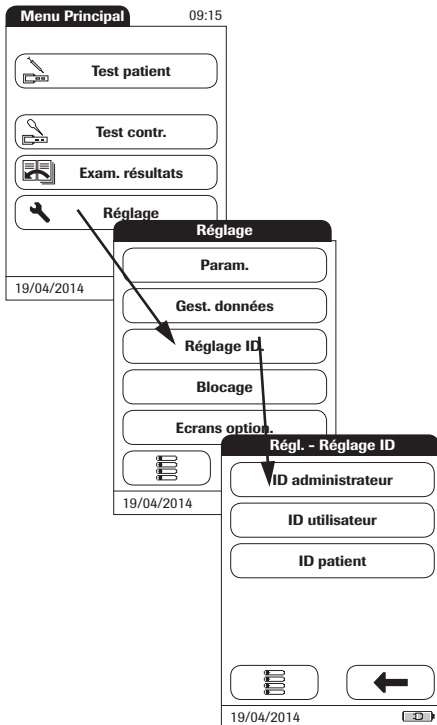 Menu Principal 09:15
Test patient
Test contr.
Exam. résultats
Réglage
19/04/2014
Réglage
Param.
Gest. données
Réglage ID.
Blocage
Ecrans option.
19/04/2014
Régl. - Réglage ID
ID administrateur
ID utilisateur
ID patient
19/04/2014